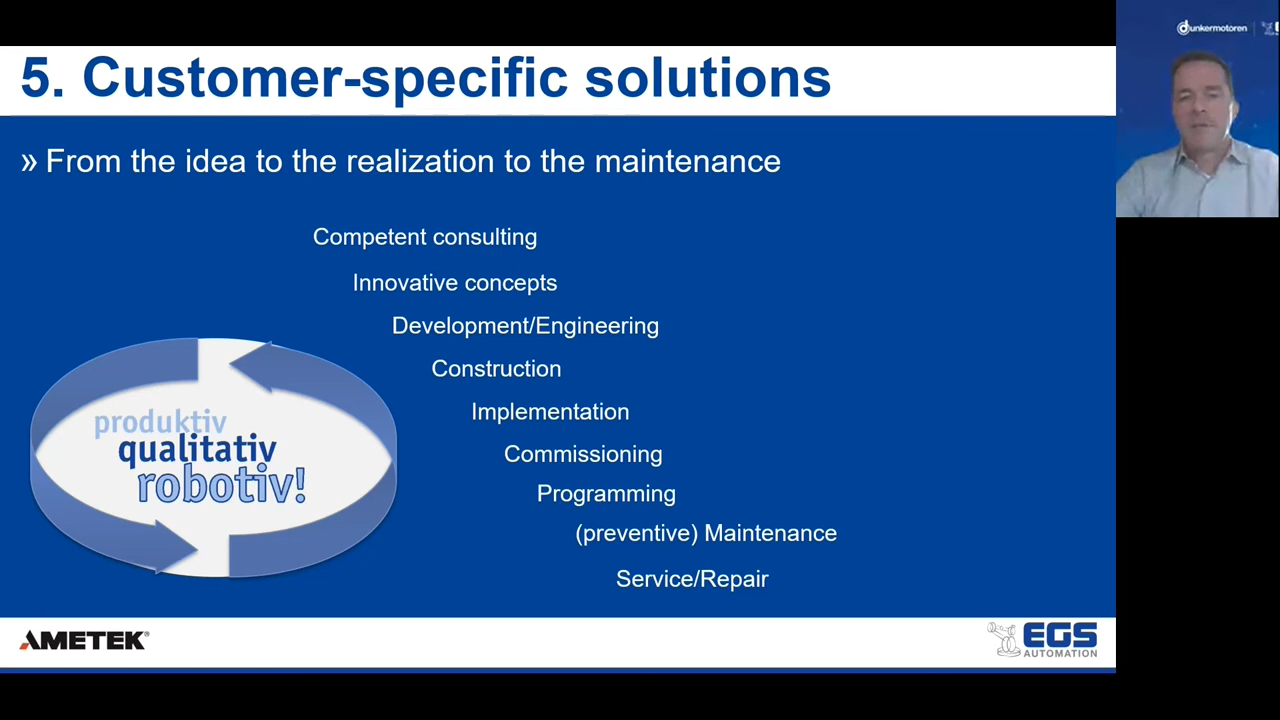 5. Customer-specific solutions
» From the idea to the realization to the maintenance
Competent consulting
Innovative concepts
Development/Engineering
Construction
Implementation
Commissioning
Programming
(preventive) Maintenance
Service/Repair
produktiv
qualitativ
robotiv!
AMETEK®
EGS
AUTOMATION
dunkermotoren